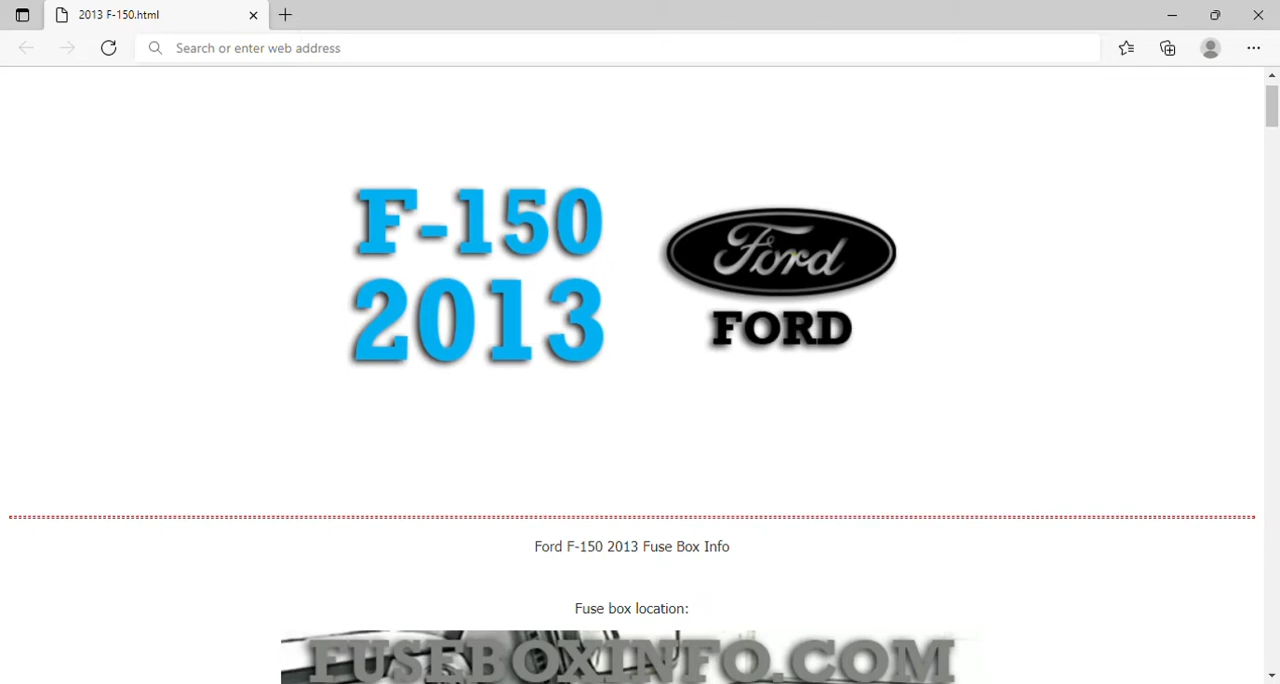 2013 F-150.html
Search or enter web address
F-150
2013
Ford
FORD
Ford F-150 2013 Fuse Box Info
Fuse box location:
FUSEBOXINFO.COM